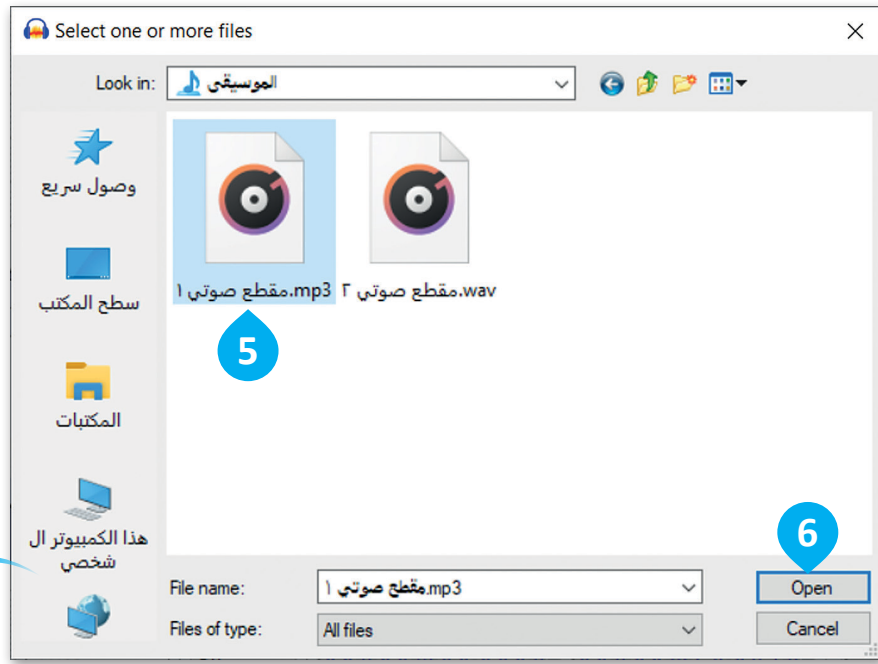 Select one or more files
Look in: الموسيقى
وصول سريع
سطح المكتب
المكتبات
هذا الكمبيوتر ال
شخصي
مقطع صوتي ١.mp3
مقطع صوتي ٢.wav
5
6
File name: مقطع صوتي ١.mp3
Open
Files of type: All files
Cancel